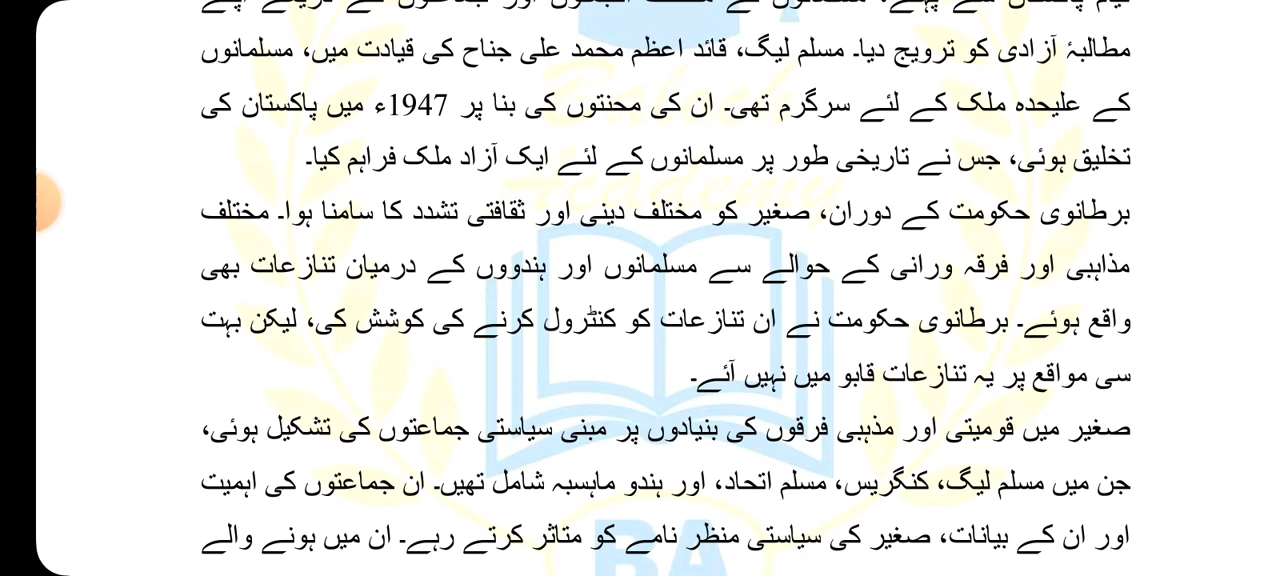 مطالبۂ آزادی کو ترویج دیا۔ مسلم لیگ، قائد اعظم محمد علی جناح کی قیادت میں، مسلمانوں
کے علیحدہ ملک کے لئے سرگرم تھی۔ ان کی محنتوں کی بنا پر 1947ء میں پاکستان کی
تخلیق ہوئی، جس نے تاریخی طور پر مسلمانوں کے لئے ایک آزاد ملک فراہم کیا۔
برطانوی حکومت کے دوران، صغیر کو مختلف دینی اور ثقافتی تشدد کا سامنا ہوا۔ مختلف
مذاہبی اور فرقہ ورانی کے حوالے سے مسلمانوں اور ہندووں کے درمیان تنازعات بھی
واقع ہوئے۔ برطانوی حکومت نے ان تنازعات کو کنٹرول کرنے کی کوشش کی، لیکن بہت
سی مواقع پر یہ تنازعات قابو میں نہیں آئے۔
صغیر میں قومیتی اور مذہبی فرقوں کی بنیادوں پر مبنی سیاستی جماعتوں کی تشکیل ہوئی،
جن میں مسلم لیگ، کنگریس، مسلم اتحاد، اور ہندو ماہسبہ شامل تھیں۔ ان جماعتوں کی اہمیت
اور ان کے بیانات، صغیر کی سیاستی منظر نامے کو متاثر کرتے رہے۔ ان میں ہونے والے
Academy
BA